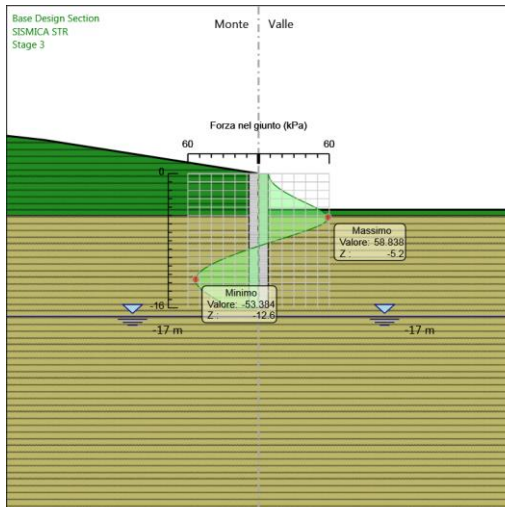 Base Design Section
SISMICA STR
Stage 3
Monte Valle
Forza nel giunto (kPa)
60 60
0
Massimo
Valore: 58.838
Z : -5.2
Minimo
Valore: -53.384
Z : -12.6
-16
-17 m -17 m